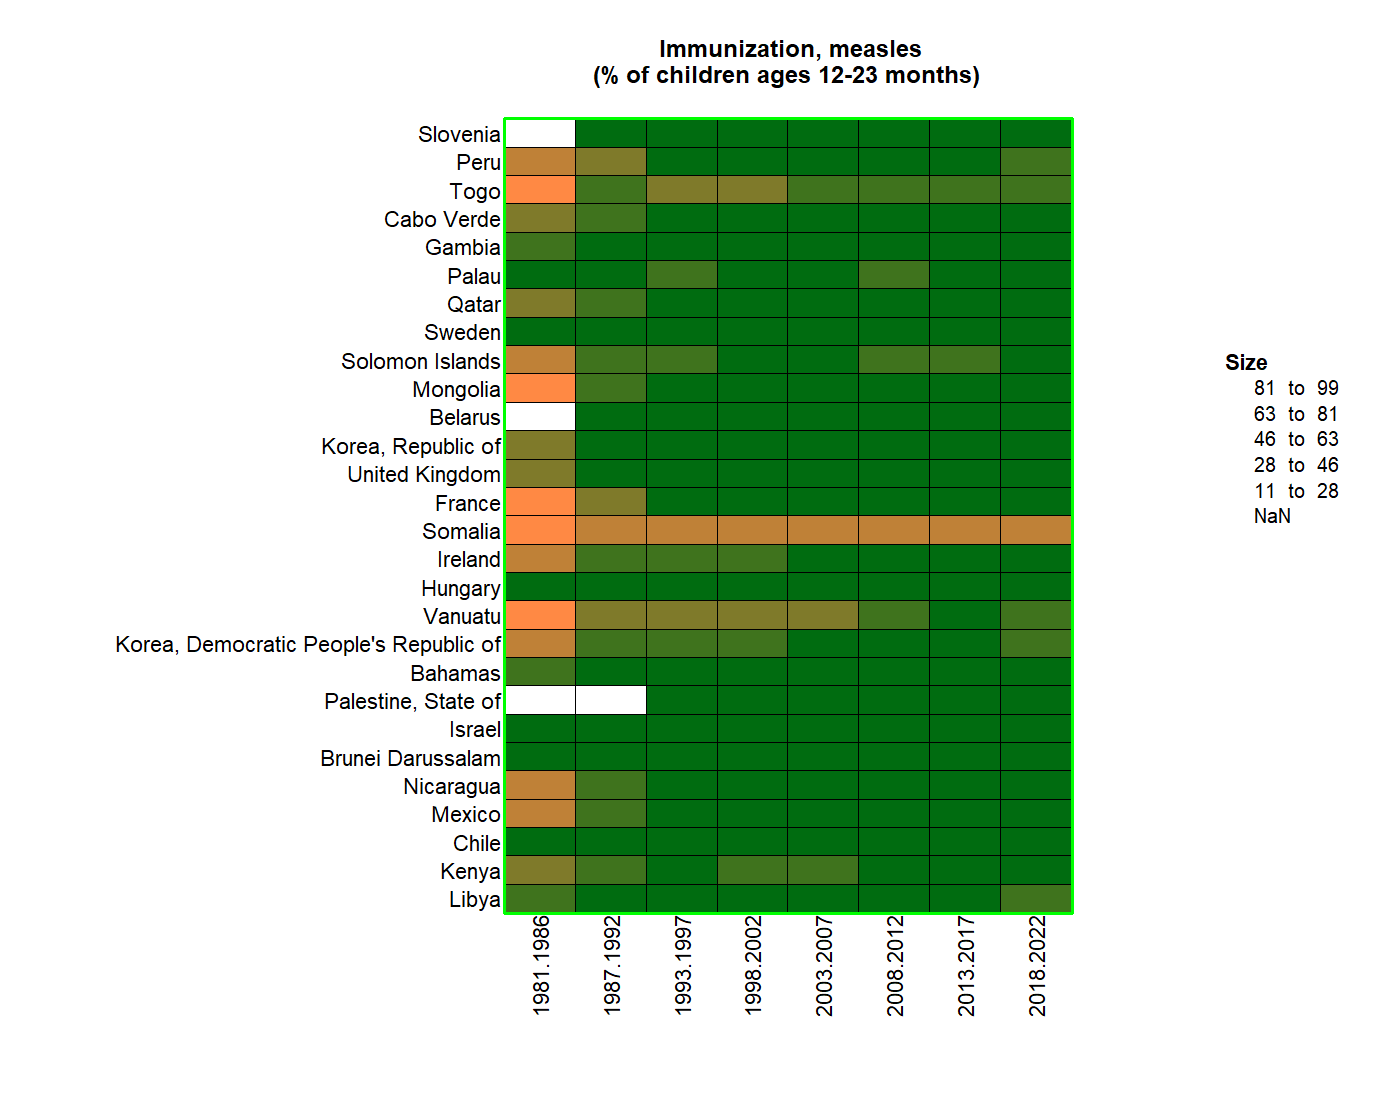 Immunization, measles
(% of children ages 12-23 months)
Slovenia
Peru
Togo
Cabo Verde
Gambia
Palau
Qatar
Sweden
Solomon Islands
Mongolia
Belarus
Korea, Republic of
United Kingdom
France
Somalia
Ireland
Hungary
Vanuatu
Korea, Democratic People's Republic of
Bahamas
Palestine, State of
Israel
Brunei Darussalam
Nicaragua
Mexico
Chile
Kenya
Libya
1981.1986
1987.1992
1993.1997
1998.2002
2003.2007
2008.2012
2013.2017
2018.2022
Size
81 to 99
63 to 81
46 to 63
28 to 46
11 to 28
NaN